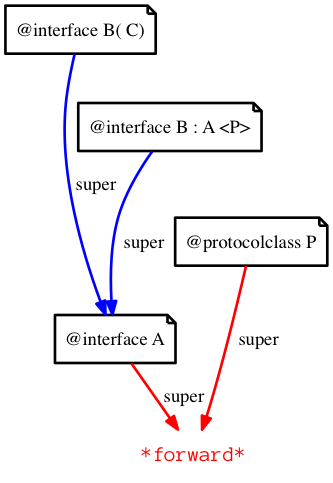 @interface B( C)
@interface B : A <P>
super
super
@protocolclass P
@interface A
super
super
*forward*